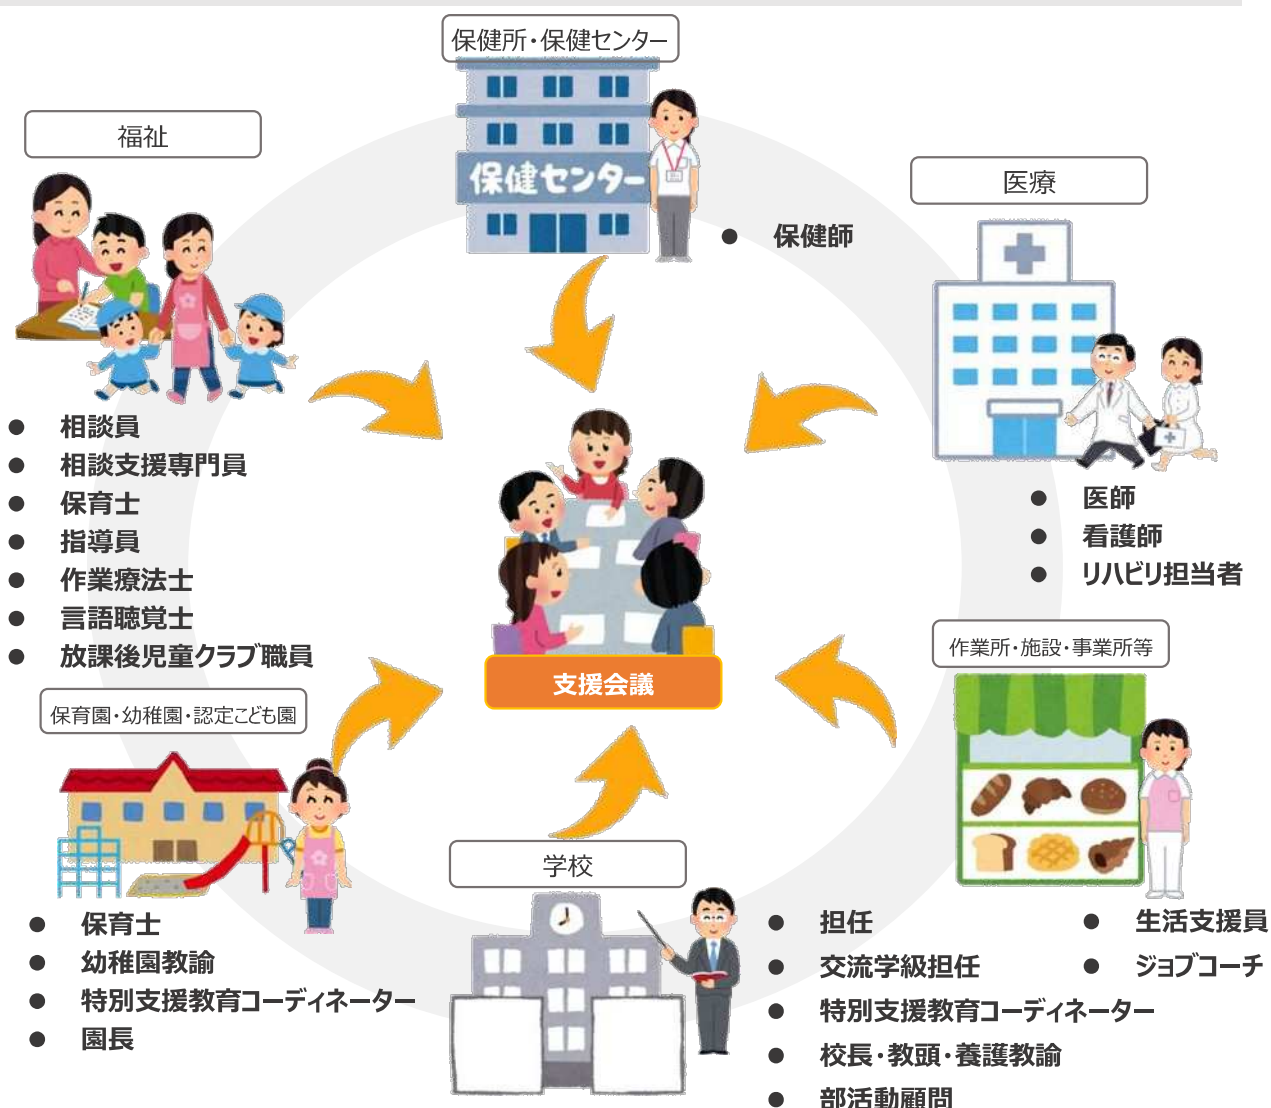 保健所・保健センター
保健センター
● 保健師
福祉
● 相談員
● 相談支援専門員
● 保育士
● 指導員
● 作業療法士
● 言語聴覚士
● 放課後児童クラブ職員
医療
● 医師
● 看護師
● リハビリ担当者
支援会議
作業所・施設・事業所等
● 生活支援員
● ジョブコーチ
保育園・幼稚園・認定こども園
● 保育士
● 幼稚園教諭
● 特別支援教育コーディネーター
● 園長
学校
● 担任
● 交流学級担任
● 特別支援教育コーディネーター
● 校長・教頭・養護教諭
● 部活動顧問